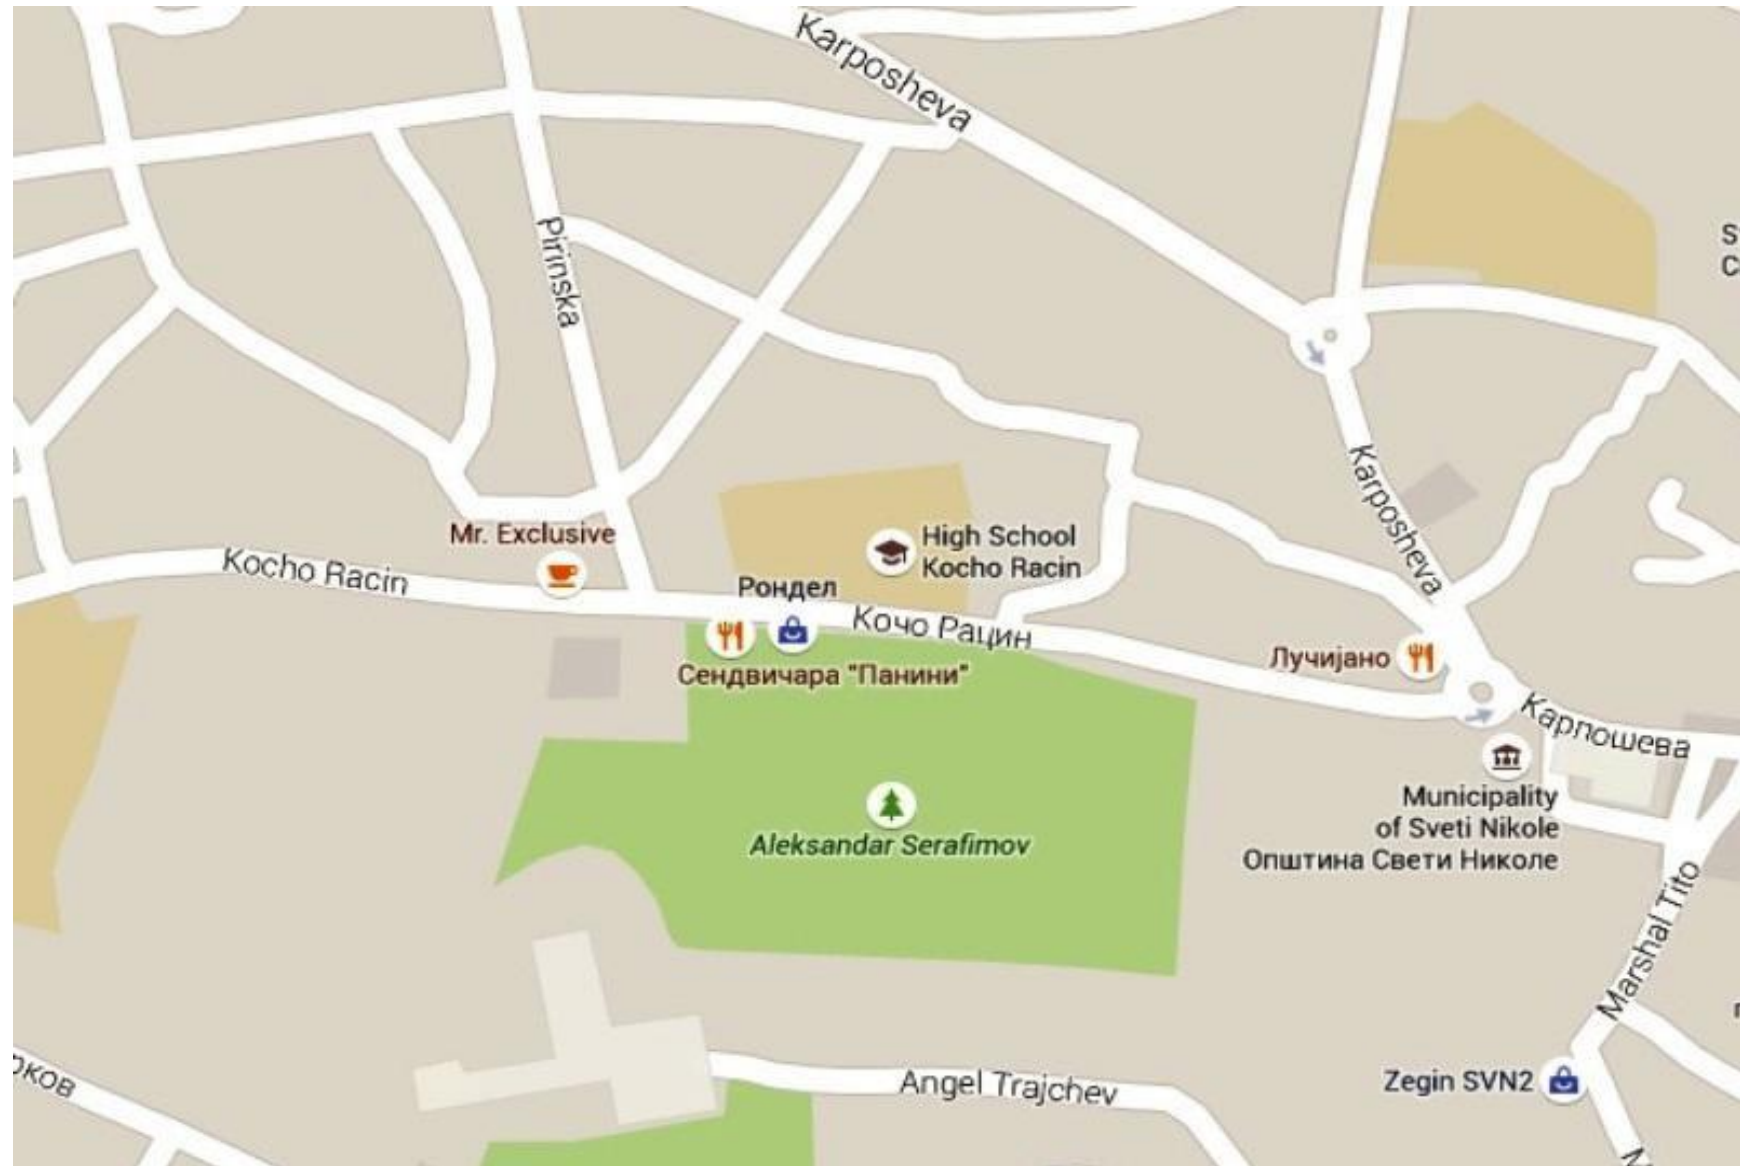 Karposheva
Pirinska
Karposheva
Mr. Exclusive
High School
Kocho Racin
Kocho Racin
Рондел
Кочо Рацин
Сендвичара "Панини"
Лучијано
Карпошева
Municipality
of Sveti Nikole
Општина Свети Николе
Aleksandar Serafimov
Marshal Tito
Angel Trajchev
Zegin SVN2